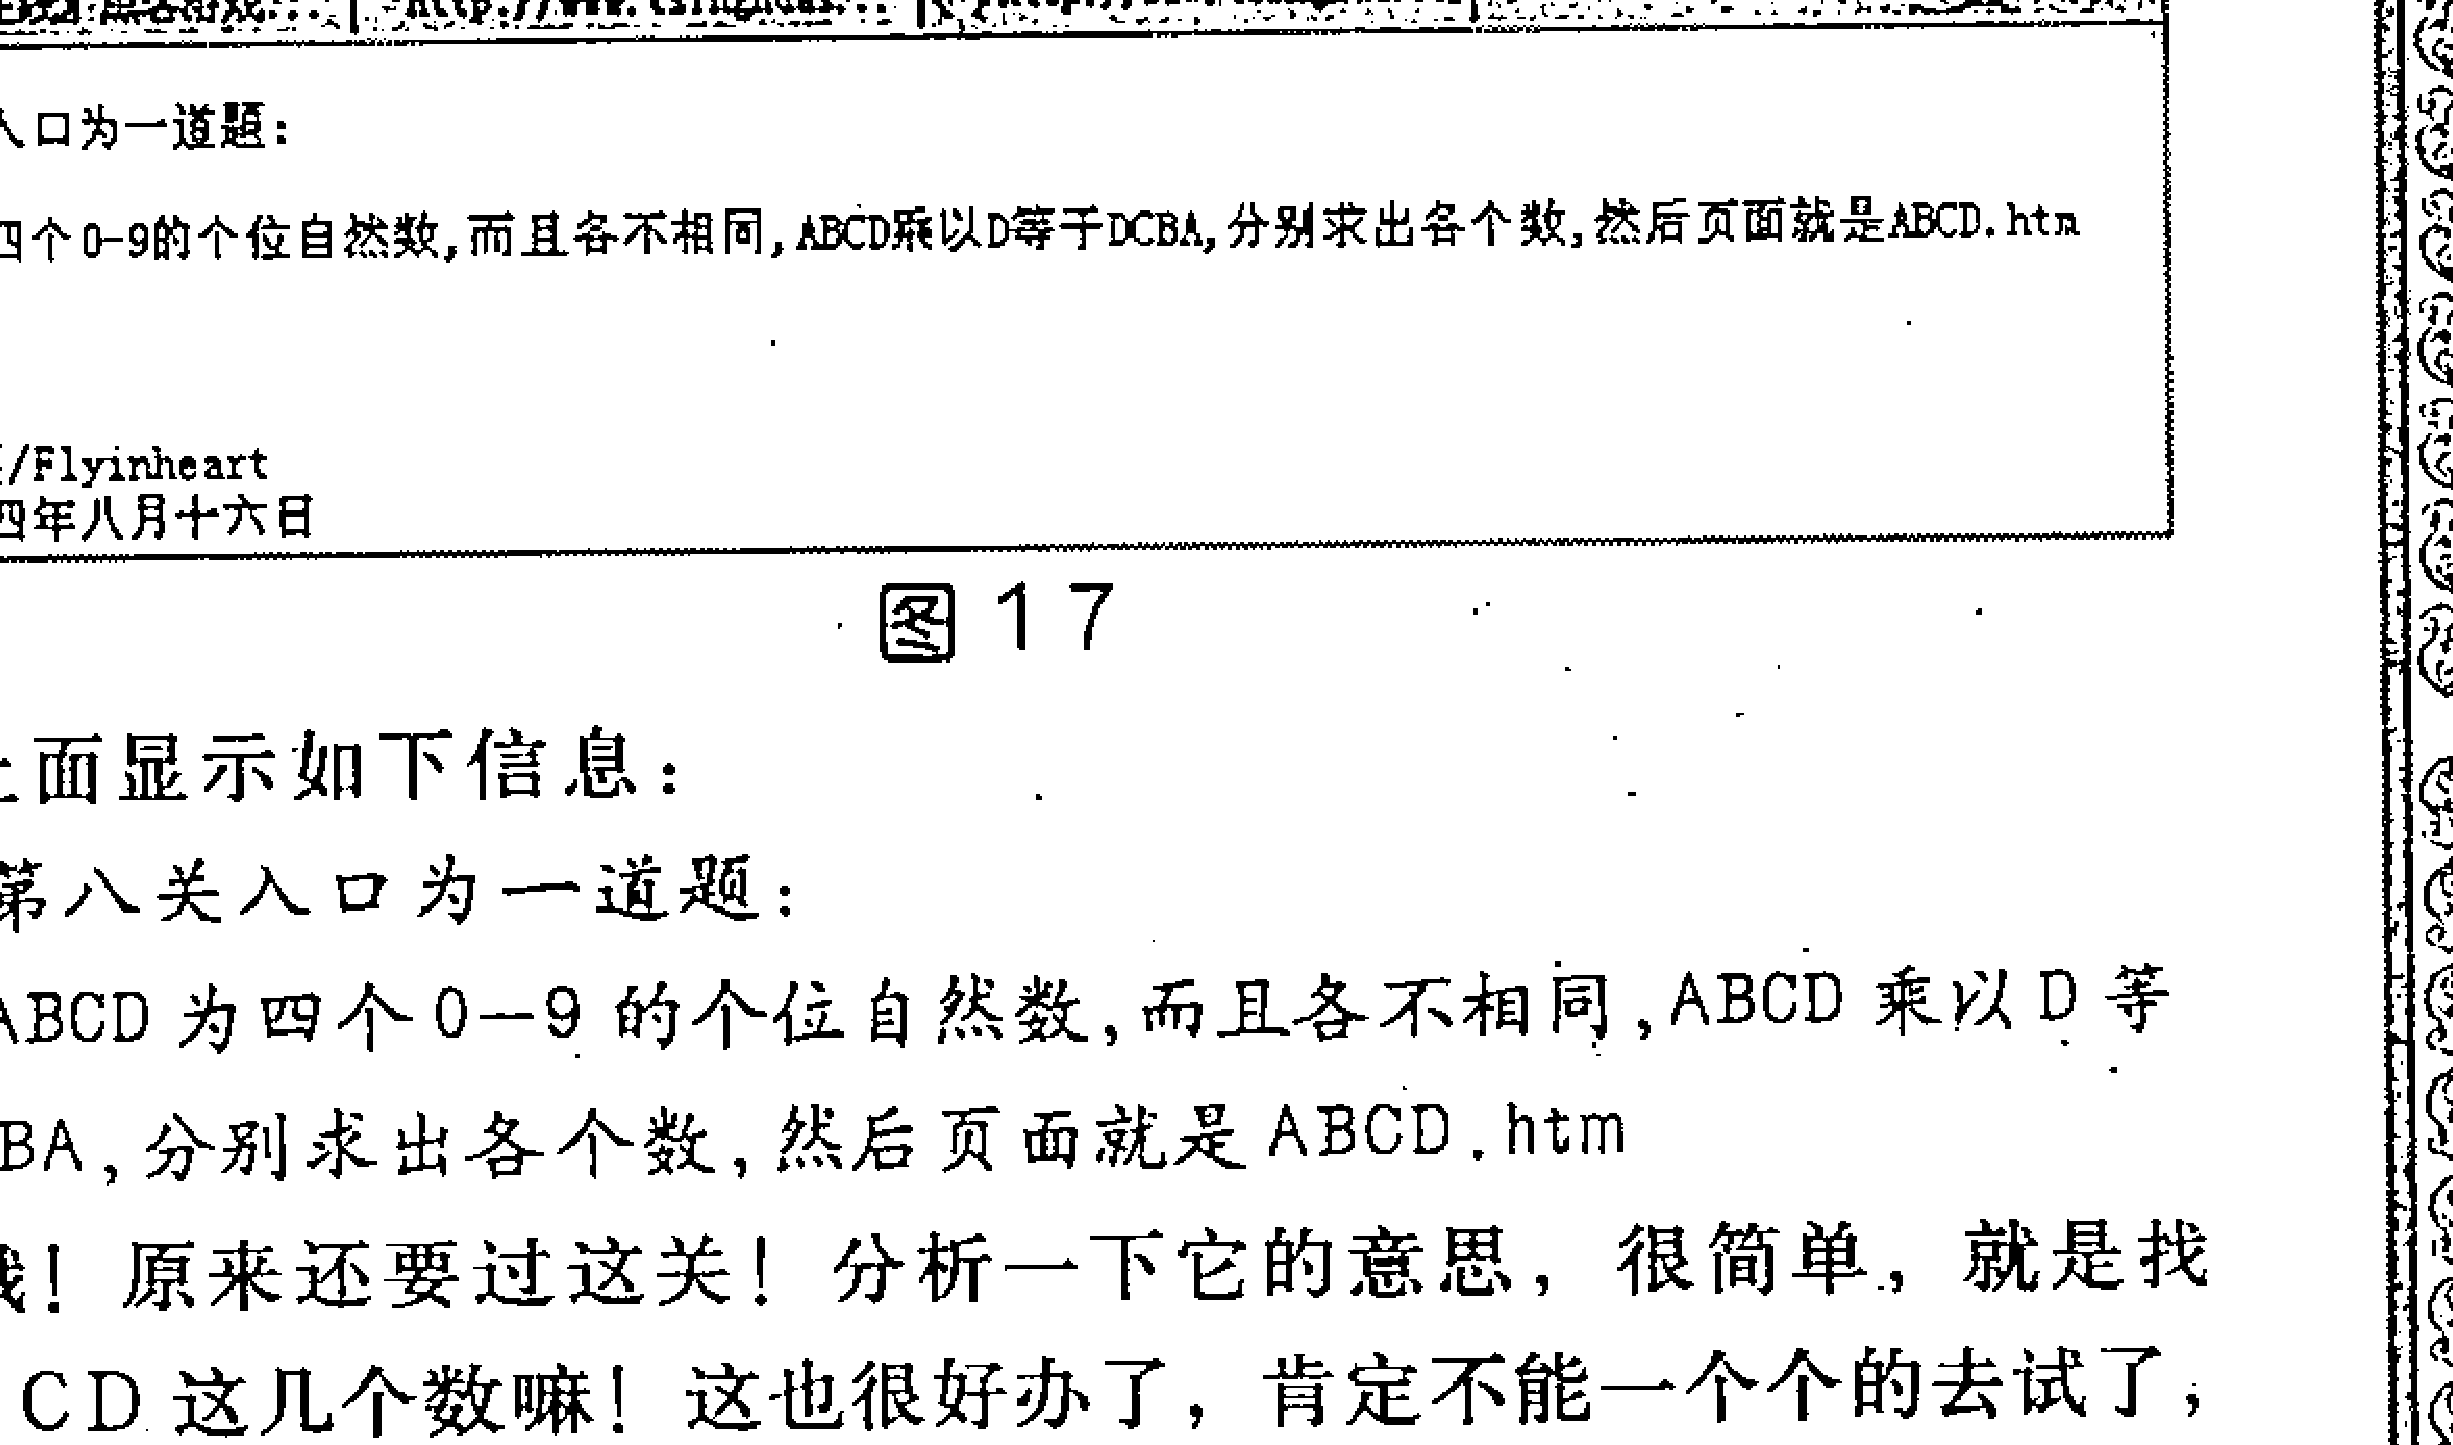 入口为一道题:
四个0-9的个位自然数,而且各不相同,ABCD乘以D等于DCBA,分别求出各个数,然后页面就是ABCD.htm
/Flyinheart
四年八月十六日
图17
上面显示如下信息:
第八关入口为一道题:
ABCD为四个0—9的个位自然数,而且各不相同,ABCD乘以D等
BA,分别求出各个数,然后页面就是ABCD.htm
！原来还要过这关！分析一下它的意思，很简单，就是找
CD这几个数嘛！这也很好办了，肯定不能一个个的去试了，